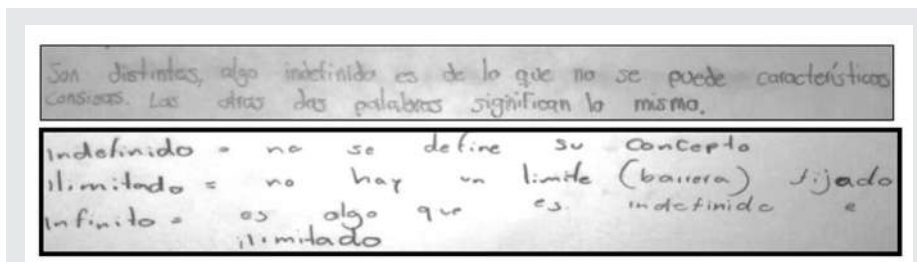 Son distintas, algo indefinido es de lo que no se puede características
consisas. Las otras dos palabras significan lo mismo.
Indefinido = no se define su concepto
ilimitado = no hay un limite (barrera) fijado
Infinito = es algo que es indefinido e
ilimitado